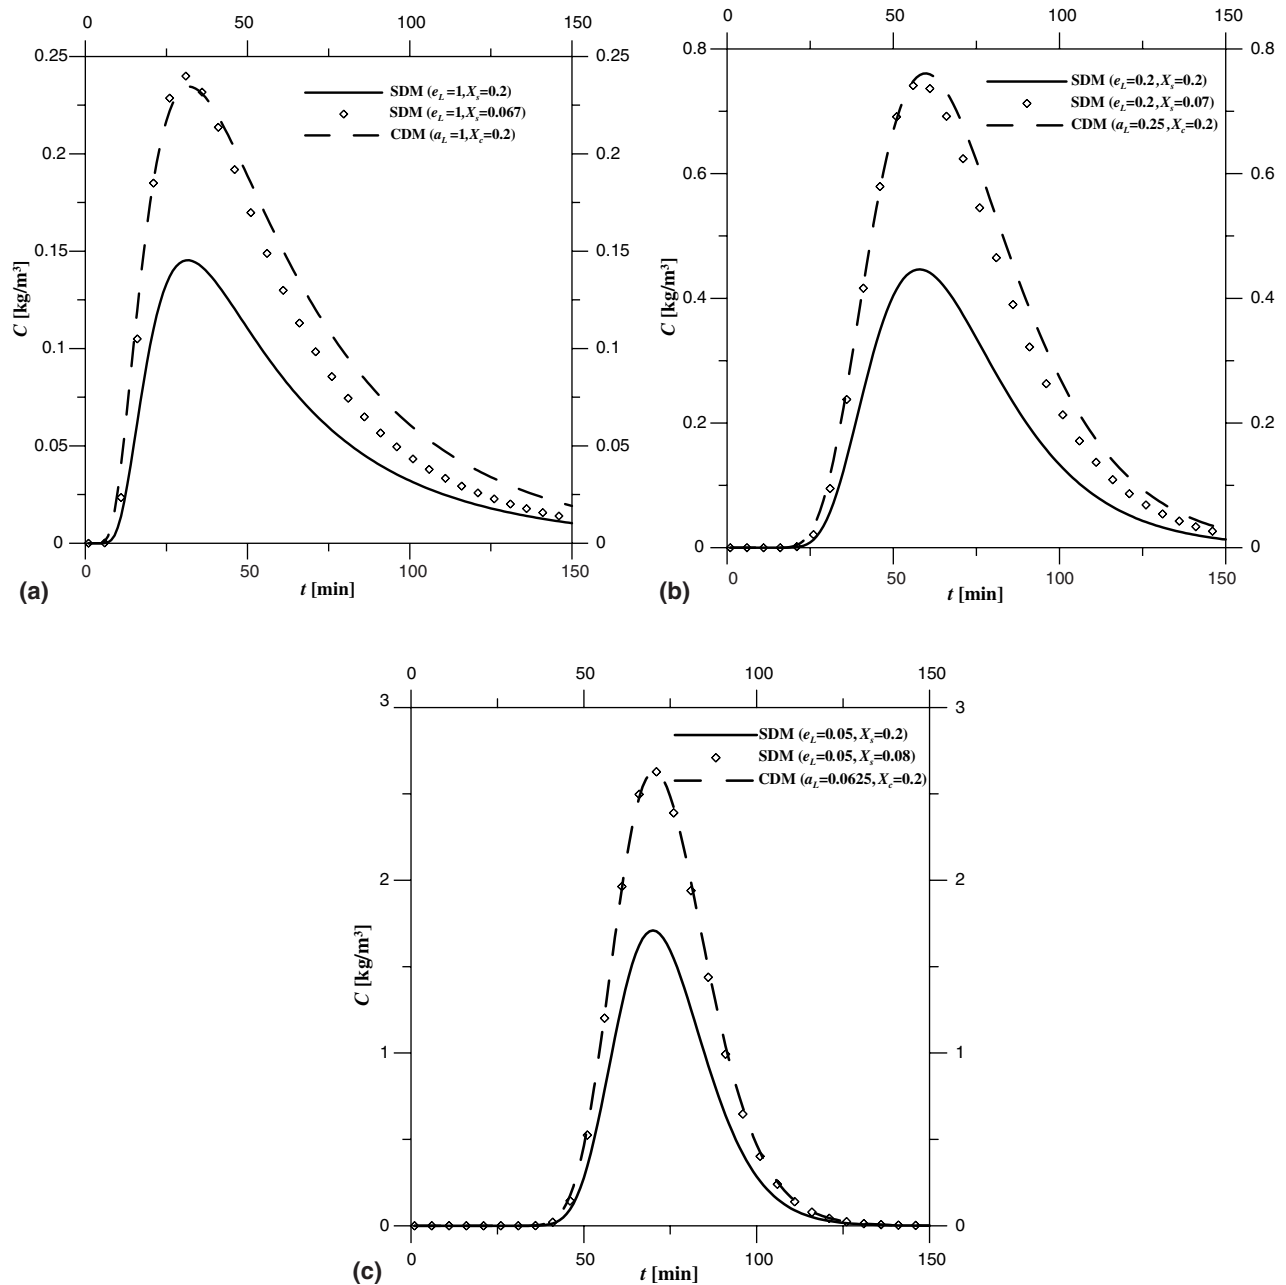 0 50 100 150
0.25 0.25
SDM (e_L=1,X_s=0.2)
SDM (e_L=1,X_s=0.067)
CDM (a_L=1,X_c=0.2)
0.2 0.2
0.15 0.15
C [kg/m³]
0.1 0.1
0.05 0.05
0 0
0 50 100 150
(a) t [min]
0 50 100 150
0.8 0.8
SDM (e_L=0.2,X_s=0.2)
SDM (e_L=0.2,X_s=0.07)
CDM (a_L=0.25,X_c=0.2)
0.6 0.6
C [kg/m³]
0.4 0.4
0.2 0.2
0 0
0 50 100 150
(b) t [min]
0 50 100 150
3 3
SDM (e_L=0.05,X_s=0.2)
SDM (e_L=0.05,X_s=0.08)
CDM (a_L=0.0625,X_c=0.2)
2 2
C [kg/m³]
1 1
0 0
0 50 100 150
(c) t [min]